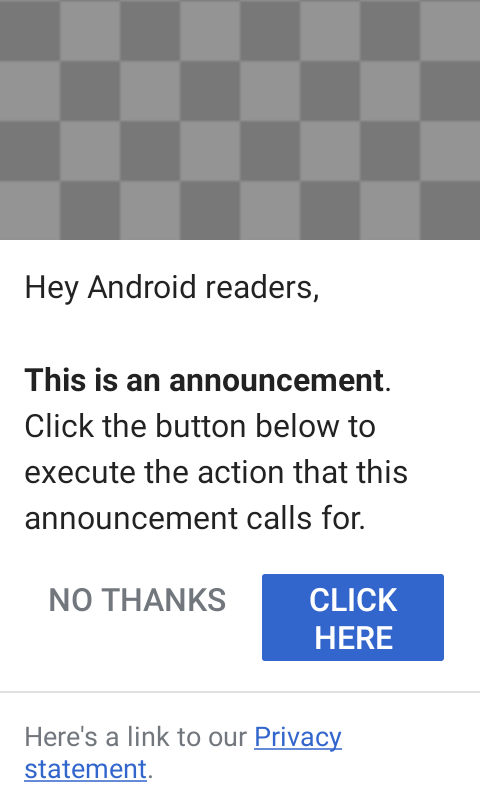 Hey Android readers,
This is an announcement.
Click the button below to
execute the action that this
announcement calls for.
NO THANKS
CLICK
HERE
Here's a link to our Privacy
statement.